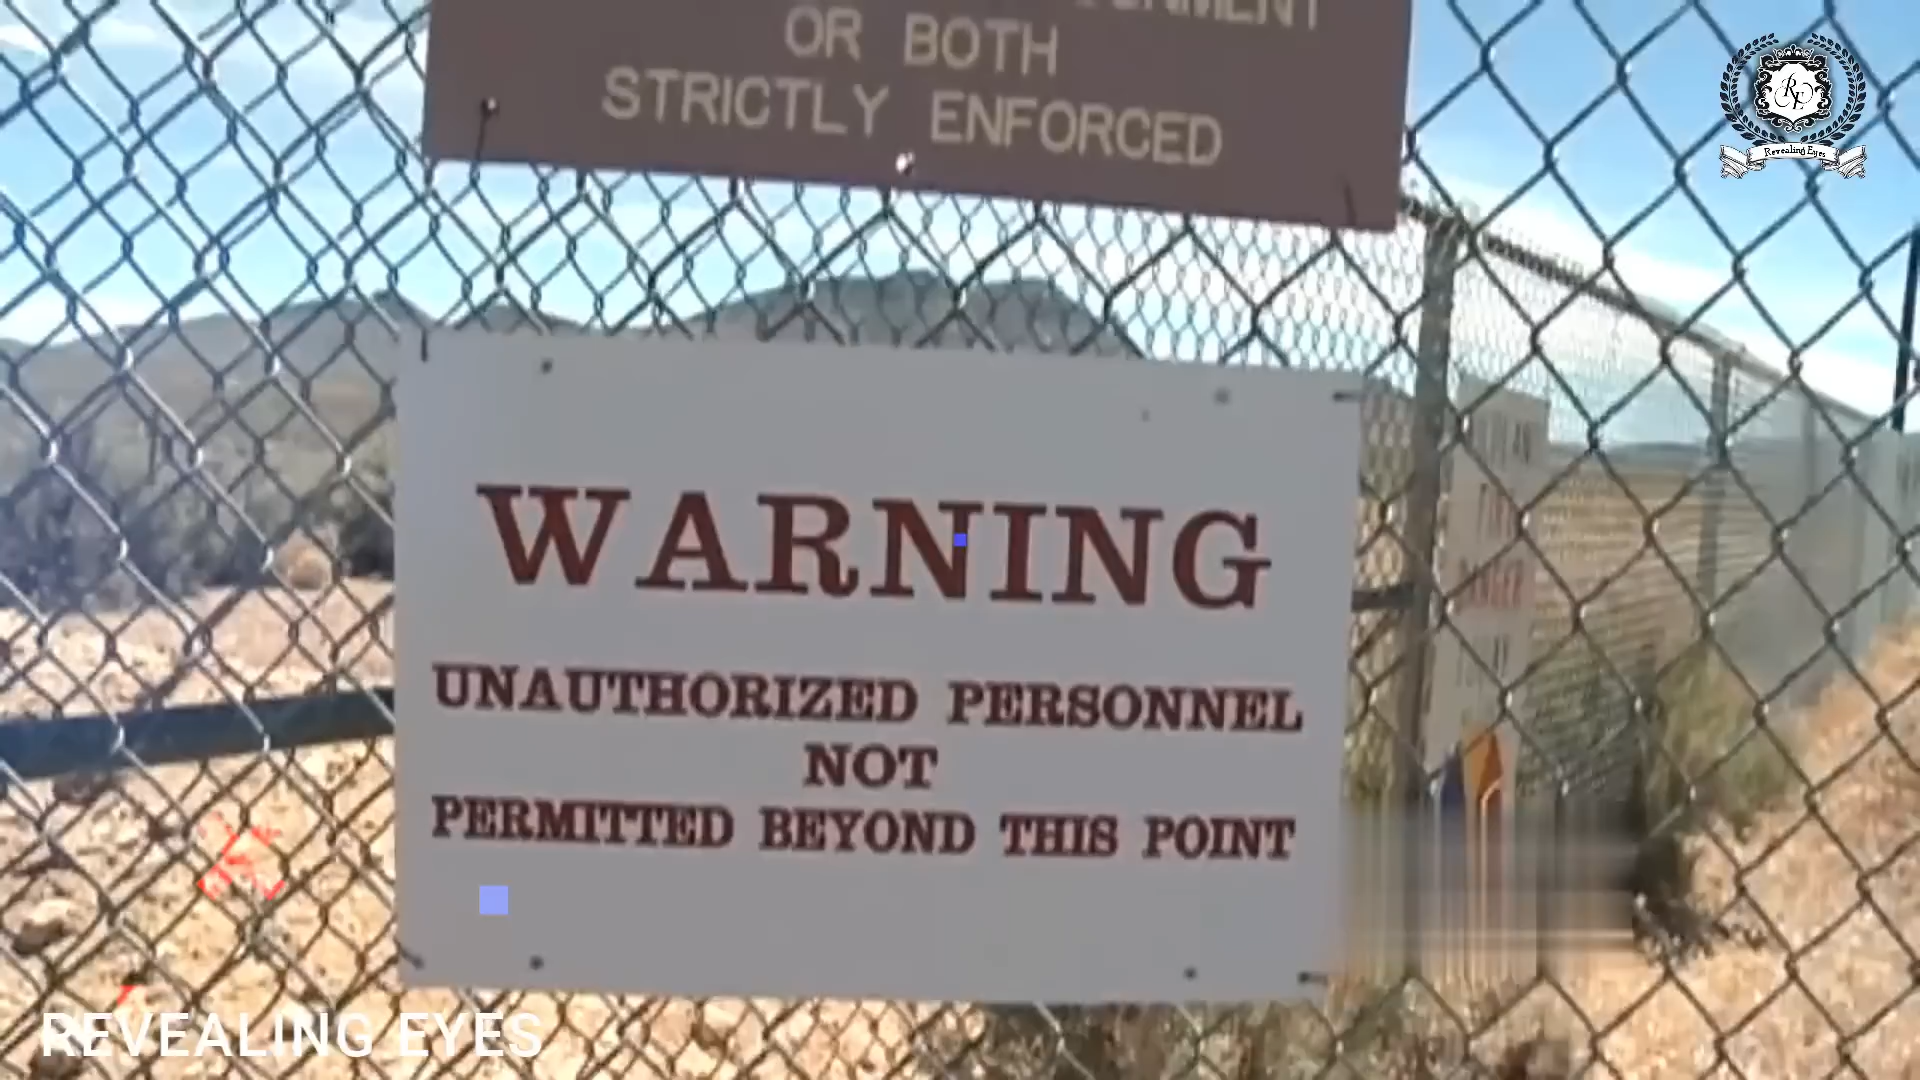 OR BOTH
STRICTLY ENFORCED
WARNING
UNAUTHORIZED PERSONNEL
NOT
PERMITTED BEYOND THIS POINT
Revealing Eyes
REVEALING EYES